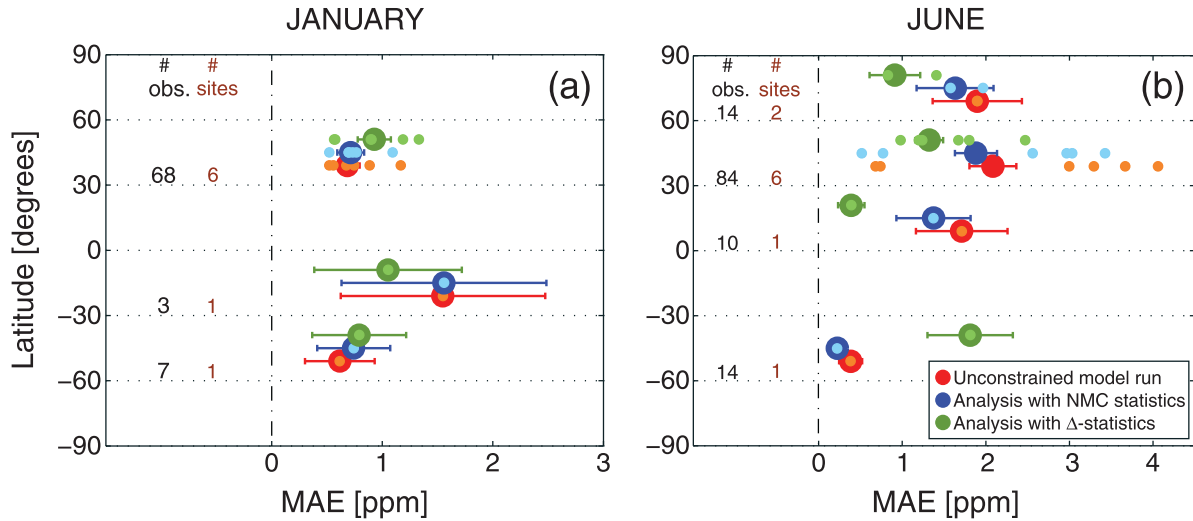 JANUARY
JUNE
90
60
30
0
−30
−60
−90
Latitude [degrees]
# #
obs. sites
68 6
3 1
7 1
(a)
0 1 2 3
MAE [ppm]
90
60
30
0
−30
−60
−90
# #
obs. sites
14 2
84 6
10 1
14 1
(b)
Unconstrained model run
Analysis with NMC statistics
Analysis with Δ-statistics
0 1 2 3 4
MAE [ppm]